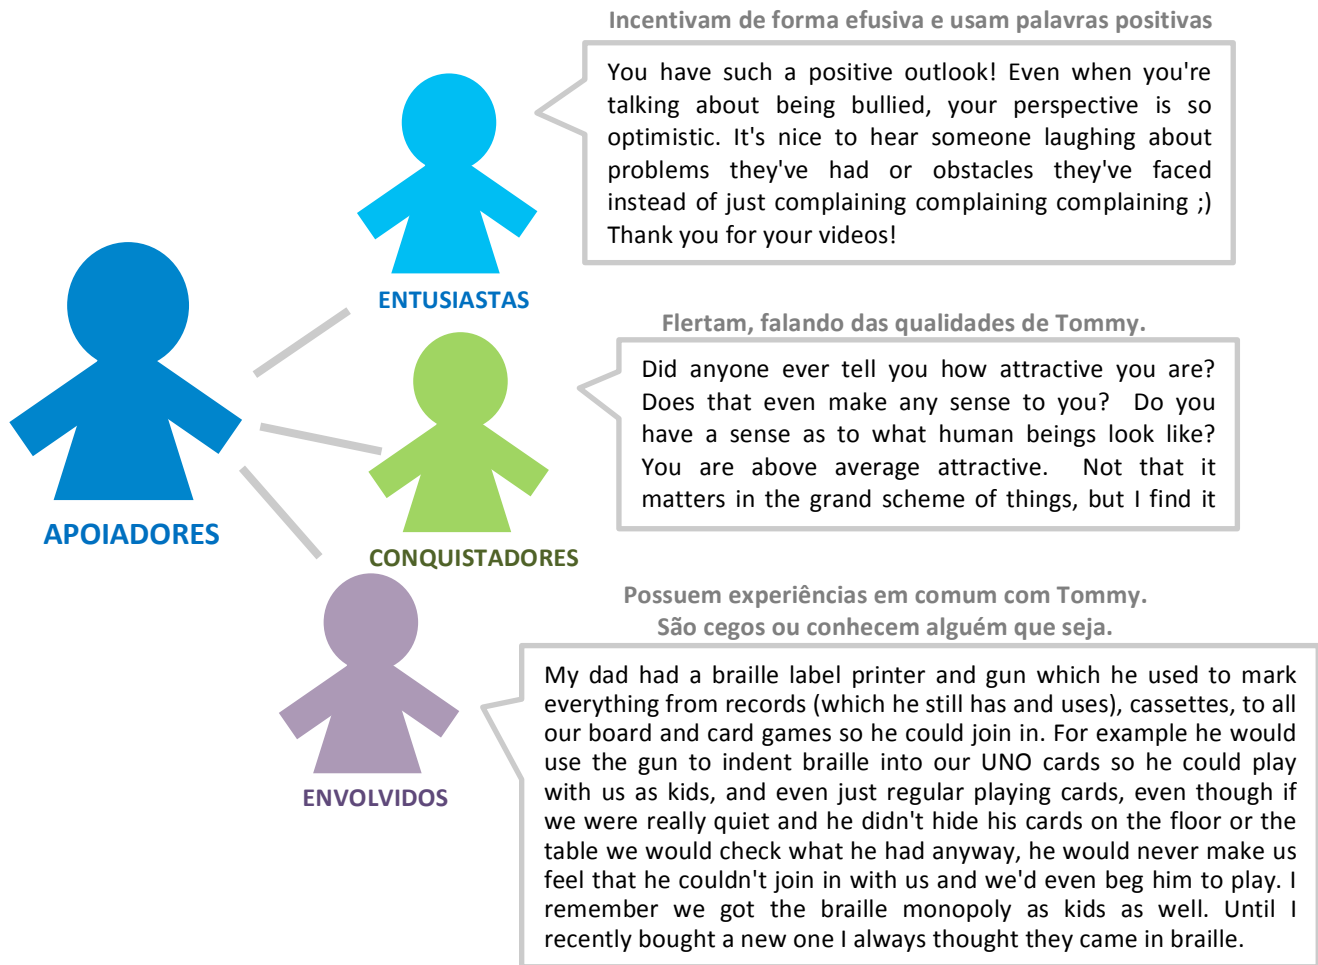 Incentivam de forma efusiva e usam palavras positivas
You have such a positive outlook! Even when you're
talking about being bullied, your perspective is so
optimistic. It's nice to hear someone laughing about
problems they've had or obstacles they've faced
instead of just complaining complaining complaining ;)
Thank you for your videos!
ENTUSIASTAS
Flertam, falando das qualidades de Tommy.
Did anyone ever tell you how attractive you are?
Does that even make any sense to you? Do you
have a sense as to what human beings look like?
You are above average attractive. Not that it
matters in the grand scheme of things, but I find it
APOIADORES
CONQUISTADORES
Possuem experiências em comum com Tommy.
São cegos ou conhecem alguém que seja.
My dad had a braille label printer and gun which he used to mark
everything from records (which he still has and uses), cassettes, to all
our board and card games so he could join in. For example he would
use the gun to indent braille into our UNO cards so he could play
with us as kids, and even just regular playing cards, even though if
we were really quiet and he didn't hide his cards on the floor or the
table we would check what he had anyway, he would never make us
feel that he couldn't join in with us and we'd even beg him to play. I
remember we got the braille monopoly as kids as well. Until I
recently bought a new one I always thought they came in braille.
ENVOLVIDOS